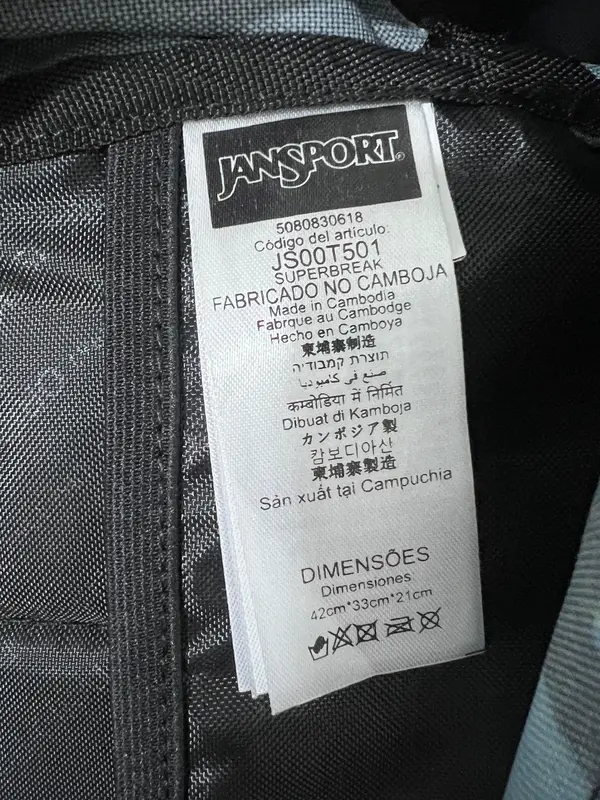 JANSPORT®
5080830618
Código del artículo:
JS00T501
SUPERBREAK
FABRICADO NO CAMBOJA
Made in Cambodia
Fabrque au Cambodge
Hecho en Camboya
柬埔寨制造
תוצרת קמבודיה
صنع في كامبوديا
कम्बोडिया में निर्मित
Dibuat di Kamboja
カンボジア製
캄보디아산
柬埔寨製造
Sản xuất tại Campuchia
DIMENSÕES
Dimensiones
42cm*33cm*21cm